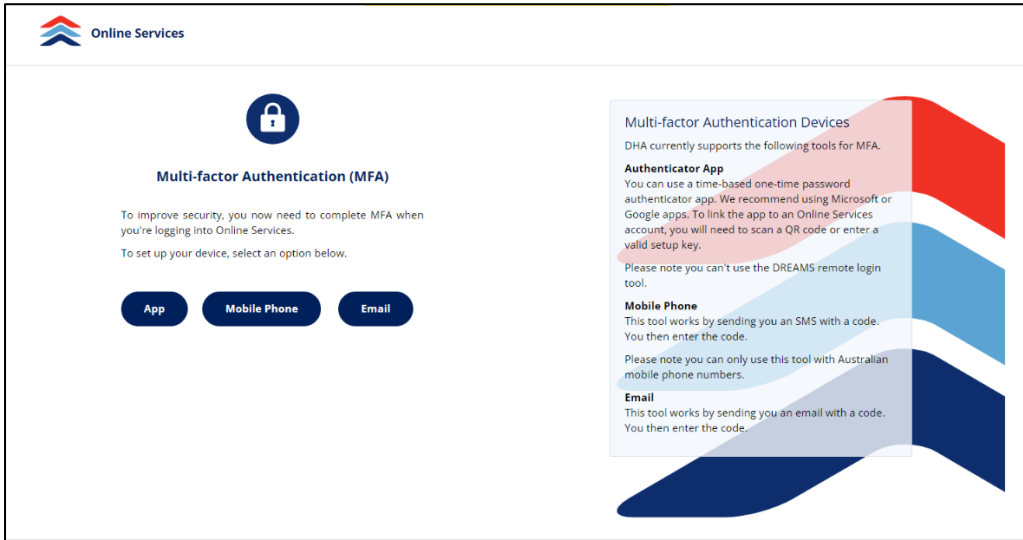 Online Services
Multi-factor Authentication (MFA)
To improve security, you now need to complete MFA when
you're logging into Online Services.
To set up your device, select an option below.
App
Mobile Phone
Email
Multi-factor Authentication Devices
DHA currently supports the following tools for MFA.
Authenticator App
You can use a time-based one-time password
authenticator app. We recommend using Microsoft or
Google apps. To link the app to an Online Services
account, you will need to scan a QR code or enter a
valid setup key.
Please note you can't use the DREAMS remote login
tool.
Mobile Phone
This tool works by sending you an SMS with a code.
You then enter the code.
Please note you can only use this tool with Australian
mobile phone numbers.
Email
This tool works by sending you an email with a code.
You then enter the code.